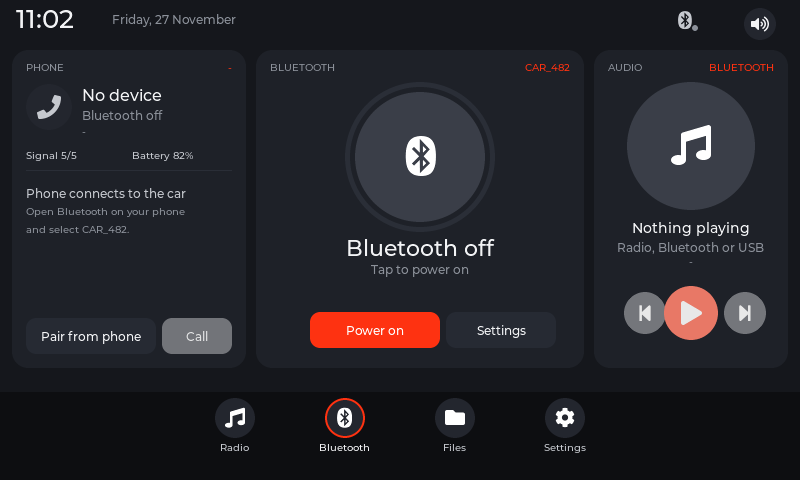 11:02
Friday, 27 November
PHONE
-
No device
Bluetooth off
-
Signal 5/5
Battery 82%
Phone connects to the car
Open Bluetooth on your phone
and select CAR_482.
Pair from phone
Call
BLUETOOTH
CAR_482
Bluetooth off
Tap to power on
Power on
Settings
AUDIO
BLUETOOTH
Nothing playing
Radio, Bluetooth or USB
-
Radio
Bluetooth
Files
Settings